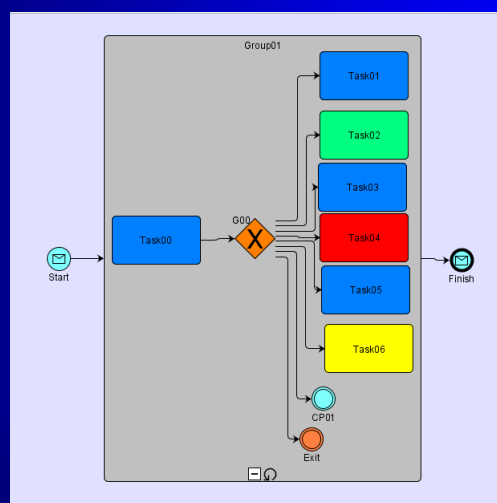 Group01
Task01
Task02
Task03
G00
Task00
X
Task04
Start
Finish
Task05
Task06
CP01
Exit